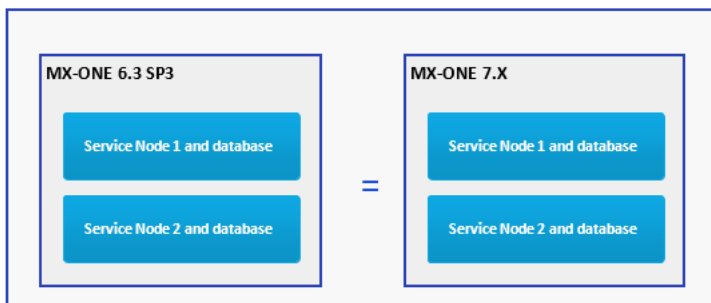 MX-ONE 6.3 SP3
Service Node 1 and database
Service Node 2 and database
=
MX-ONE 7.X
Service Node 1 and database
Service Node 2 and database